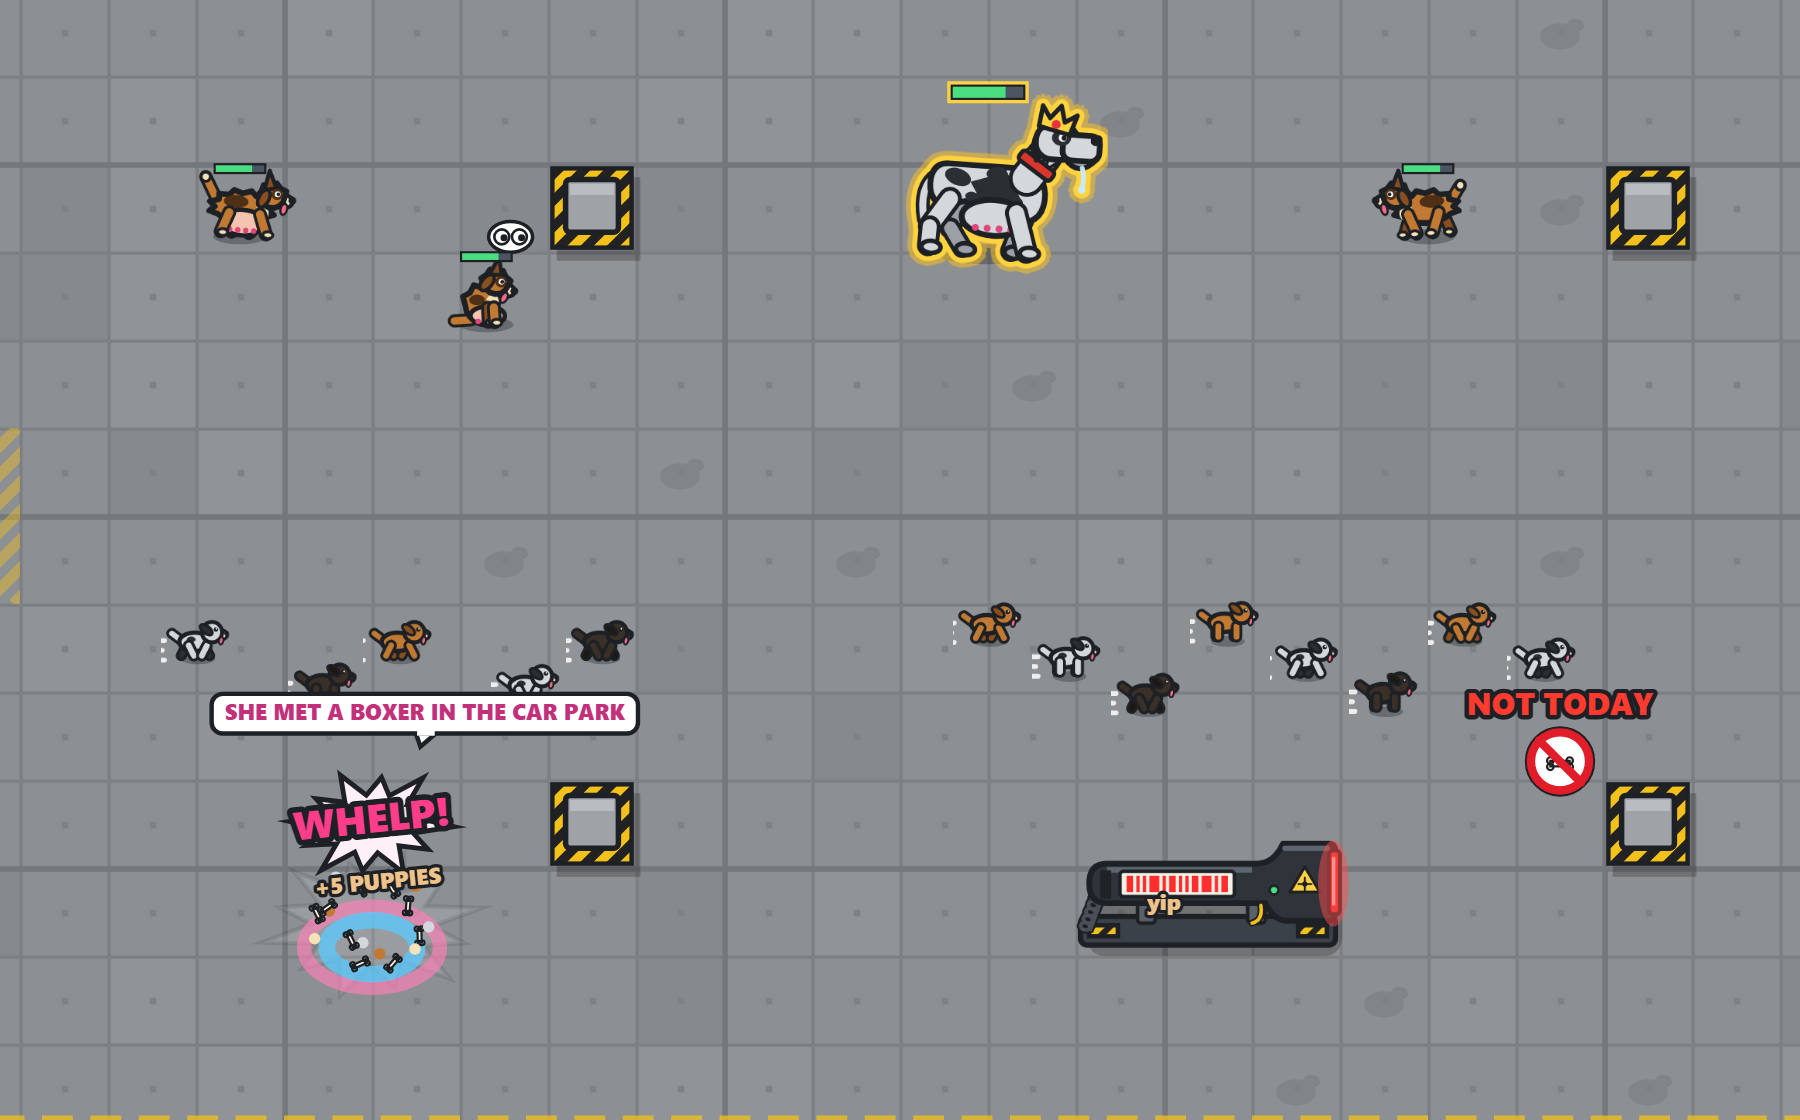 SHE MET A BOXER IN THE CAR PARK
NOT TODAY
WHELP!
+5 PUPPIES
yip